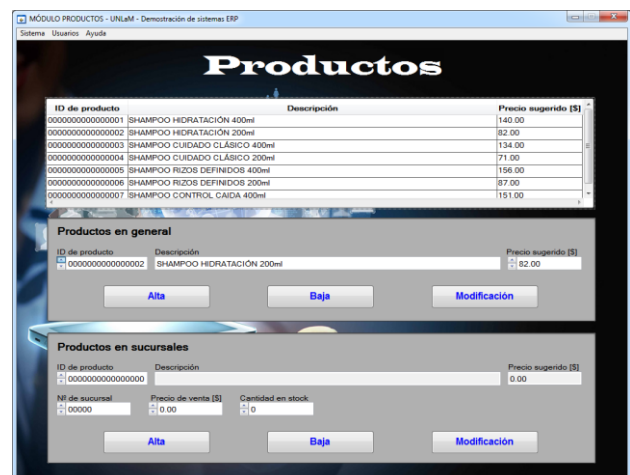 MÓDULO PRODUCTOS - UNLaM - Demostración de sistemas ERP
Sistema Usuarios Ayuda
Productos
ID de producto Descripción Precio sugerido [$]
0000000000000001 SHAMPOO HIDRATACIÓN 400ml 140.00
0000000000000002 SHAMPOO HIDRATACIÓN 200ml 82.00
0000000000000003 SHAMPOO CUIDADO CLÁSICO 400ml 134.00
0000000000000004 SHAMPOO CUIDADO CLÁSICO 200ml 71.00
0000000000000005 SHAMPOO RIZOS DEFINIDOS 400ml 156.00
0000000000000006 SHAMPOO RIZOS DEFINIDOS 200ml 87.00
0000000000000007 SHAMPOO CONTROL CAIDA 400ml 151.00
Productos en general
ID de producto Descripción Precio sugerido [$]
0000000000000002 SHAMPOO HIDRATACIÓN 200ml 82.00
Alta Baja Modificación
Productos en sucursales
ID de producto Descripción Precio sugerido [$]
0000000000000000 0.00
Nº de sucursal Precio de venta [$] Cantidad en stock
00000 0.00 0
Alta Baja Modificación